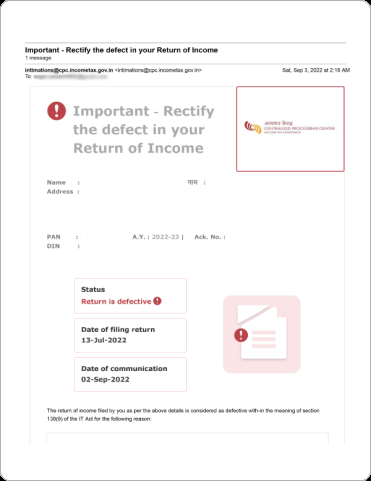 Important - Rectify the defect in your Return of Income
1 message
intimations@cpc.incometax.gov.in <intimations@cpc.incometax.gov.in> Sat, Sep 3, 2022 at 2:18 AM
To:
Important - Rectify
the defect in your
Return of Income
CENTRALIZED PROCESSING CENTER
INCOME TAX DEPARTMENT
Name : नाम :
Address :
PAN : A.Y. : 2022-23 | Ack. No. :
DIN :
Status
Return is defective
Date of filing return
13-Jul-2022
Date of communication
02-Sep-2022
The return of income filed by you as per the above details is considered as defective with-in the meaning of section
139(9) of the IT Act for the following reason: